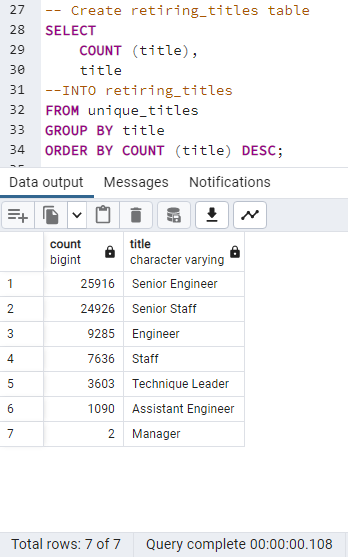 27 -- Create retiring_titles table
28 SELECT
29 COUNT (title),
30 title
31 --INTO retiring_titles
32 FROM unique_titles
33 GROUP BY title
34 ORDER BY COUNT (title) DESC;
Data output Messages Notifications
count title
bigint character varying
1 25916 Senior Engineer
2 24926 Senior Staff
3 9285 Engineer
4 7636 Staff
5 3603 Technique Leader
6 1090 Assistant Engineer
7 2 Manager
Total rows: 7 of 7 Query complete 00:00:00.108